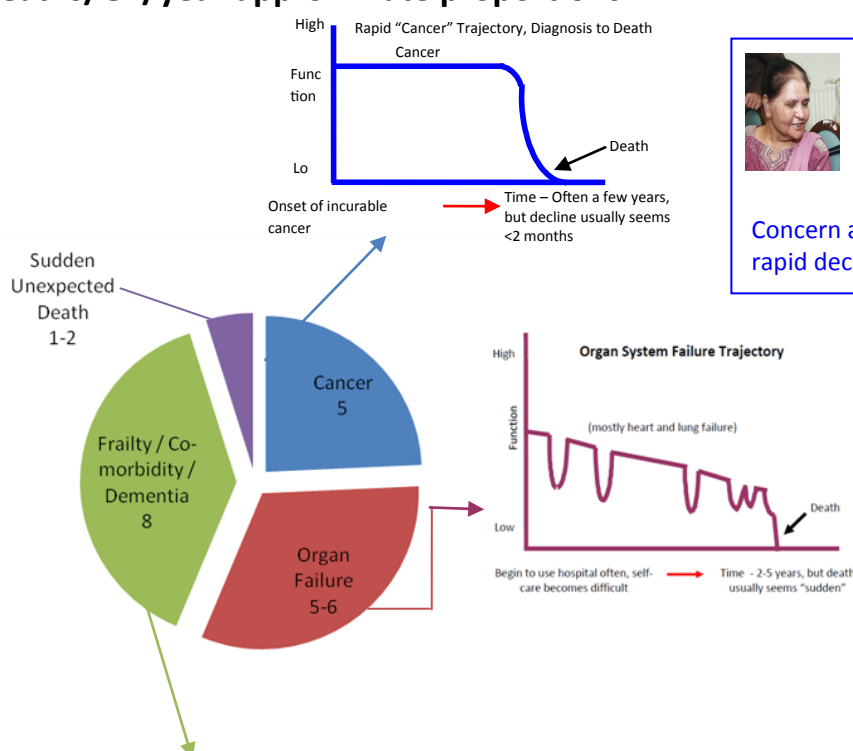 High
Rapid “Cancer” Trajectory, Diagnosis to Death
Cancer
Func
tion
Death
Lo
Onset of incurable
cancer
Time – Often a few years,
but decline usually seems
<2 months
Concern a
rapid dec
Sudden
Unexpected
Death
1-2
Cancer
5
Frailty / Co-
morbidity /
Dementia
8
Organ
Failure
5-6
High
Organ System Failure Trajectory
Function
(mostly heart and lung failure)
Death
Low
Begin to use hospital often, self-
care becomes difficult
Time - 2-5 years, but death
usually seems “sudden”